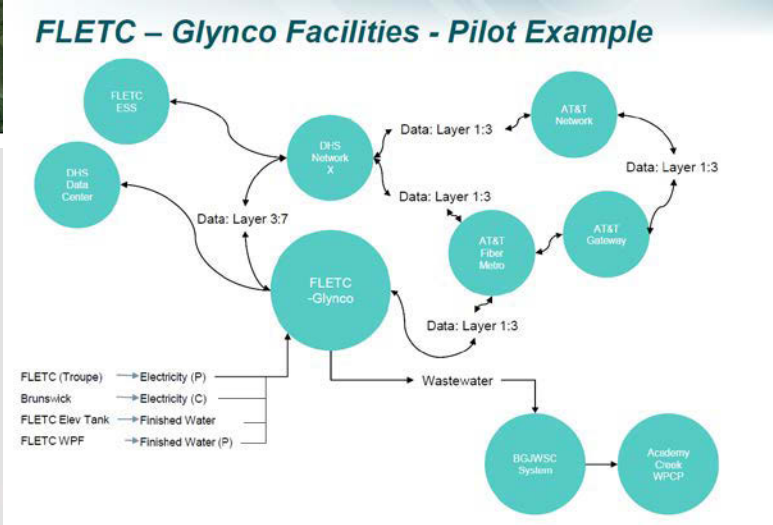 FLETC – Glynco Facilities - Pilot Example
FLETC
ESS
DHS
Data
Center
DHS
Network
X
Data: Layer 1:3
AT&T
Network
Data: Layer 1:3
Data: Layer 1:3
AT&T
Gateway
AT&T
Fiber
Metro
Data: Layer 3:7
FLETC
-Glynco
Data: Layer 1:3
FLETC (Troupe)
Electricity (P)
Brunswick
Electricity (C)
FLETC Elev Tank
Finished Water
FLETC WPF
Finished Water (P)
Wastewater
BGJWSC
System
Academy
Creek
WPCP